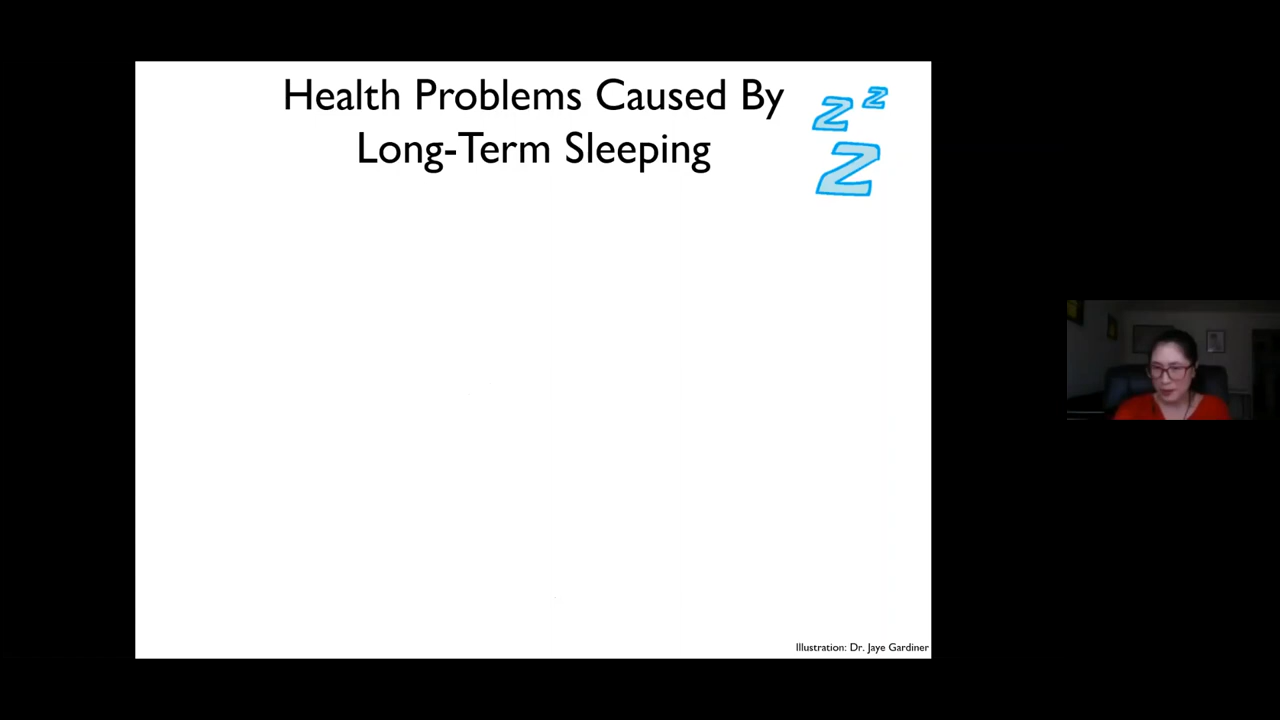 Health Problems Caused By
Long-Term Sleeping
z z
Z
Illustration: Dr. Jaye Gardiner